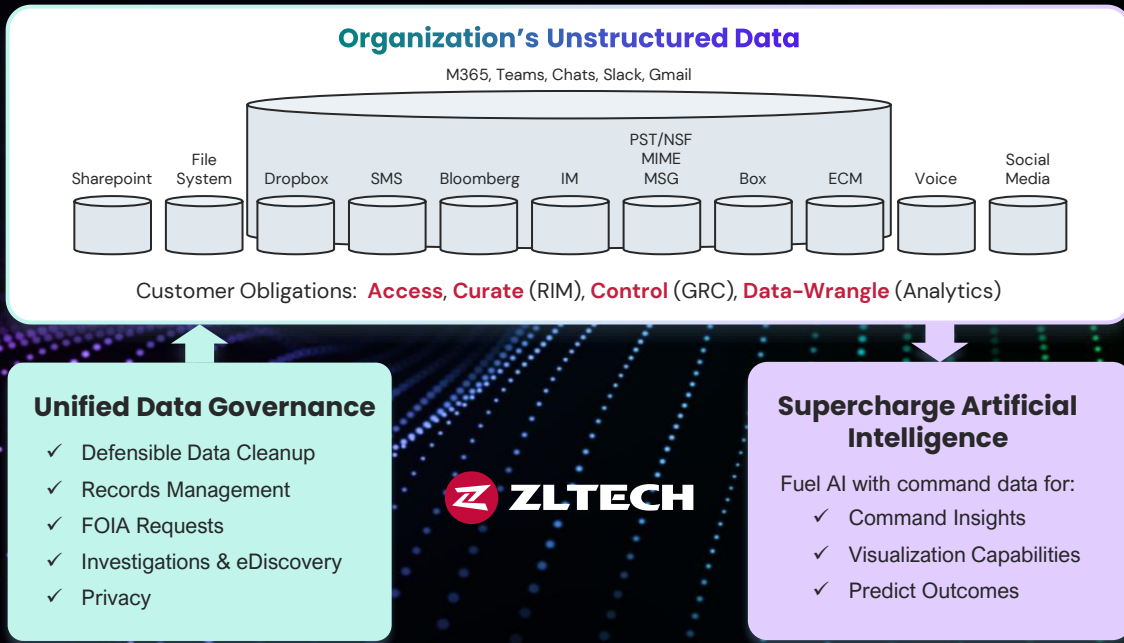 Organization's Unstructured Data
M365, Teams, Chats, Slack, Gmail
Sharepoint
File
System
Dropbox
SMS
Bloomberg
IM
PST/NSF
MIME
MSG
Box
ECM
Voice
Social
Media
Customer Obligations: Access, Curate (RIM), Control (GRC), Data-Wrangle (Analytics)
Unified Data Governance
✓ Defensible Data Cleanup
✓ Records Management
✓ FOIA Requests
✓ Investigations & eDiscovery
✓ Privacy
ZLTECH
Supercharge Artificial
Intelligence
Fuel AI with command data for:
✓ Command Insights
✓ Visualization Capabilities
✓ Predict Outcomes